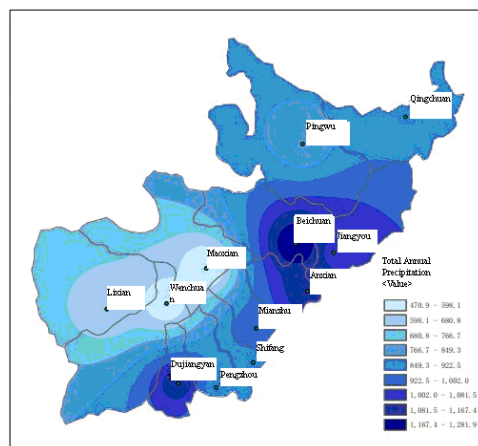 Qingchuan
Pingwu
Beichuan
Jiangyou
Maoxian
Anxian
Wenchua
n
Lixian
Mianzhu
Shifang
Dujiangyan
Pengzhou
Total Annual
Precipitation
<Value>
470.9 - 598.1
598.1 - 680.8
680.8 - 766.7
766.7 - 849.3
849.3 - 922.5
922.5 - 1,002.0
1,002.0 - 1,081.5
1,081.5 - 1,167.4
1,167.4 - 1,281.9